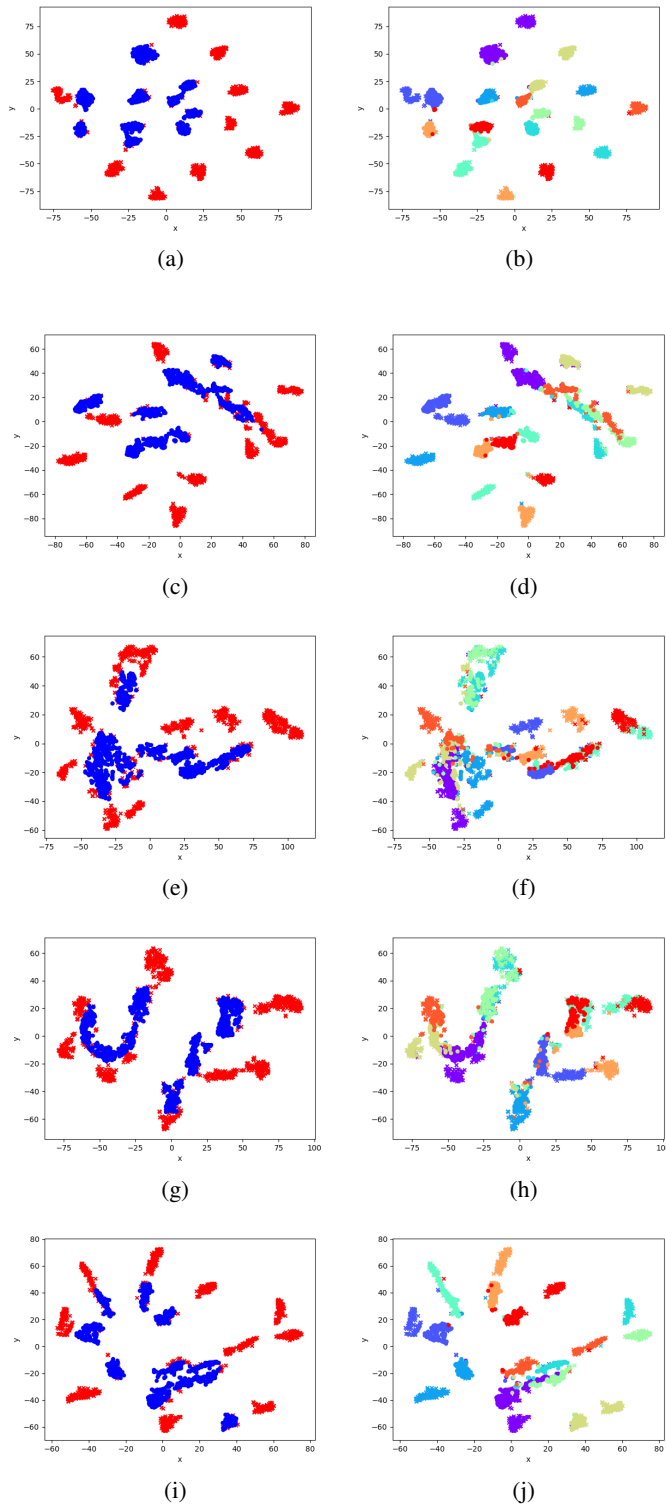 75
50
25
0
−25
−50
−75
y
−75 −50 −25 0 25 50 75
x
(a)
75
50
25
0
−25
−50
−75
y
−75 −50 −25 0 25 50 75
x
(b)
60
40
20
0
−20
−40
−60
−80
y
−80 −60 −40 −20 0 20 40 60 80
x
(c)
60
40
20
0
−20
−40
−60
−80
y
−80 −60 −40 −20 0 20 40 60 80
x
(d)
60
40
20
0
−20
−40
−60
y
−75 −50 −25 0 25 50 75 100
x
(e)
60
40
20
0
−20
−40
−60
y
−75 −50 −25 0 25 50 75 100
x
(f)
60
40
20
0
−20
−40
−60
y
−75 −50 −25 0 25 50 75 100
x
(g)
60
40
20
0
−20
−40
−60
y
−75 −50 −25 0 25 50 75 100
x
(h)
80
60
40
20
0
−20
−40
−60
y
−60 −40 −20 0 20 40 60 80
x
(i)
80
60
40
20
0
−20
−40
−60
y
−60 −40 −20 0 20 40 60 80
x
(j)